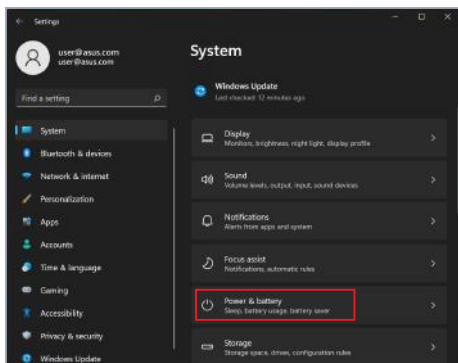 Settings
user@asus.com
user@asus.com
Find a setting
System
Bluetooth & devices
Network & internet
Personalization
Apps
Accounts
Time & language
Gaming
Accessibility
Privacy & security
Windows Update
System
Windows Update
Last checked: 12 minutes ago
Display
Monitors, brightness, night light, display profile
Sound
Volume levels, output, input, sound devices
Notifications
Alerts from apps and system
Focus assist
Notifications, automatic rules
Power & battery
Sleep, battery usage, battery saver
Storage
Storage space, drives, configuration rules